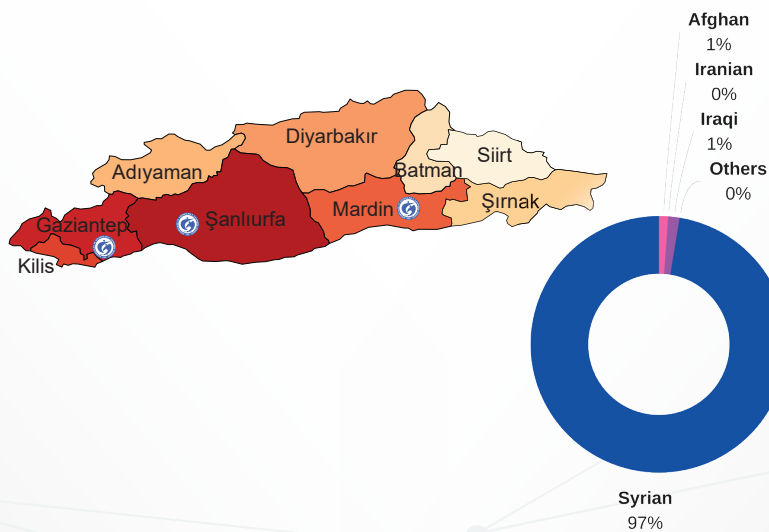 Afghan
1%
Iranian
0%
Iraqi
1%
Others
0%
Diyarbakır
Siirt
Batman
Adıyaman
Şırnak
Mardin
Şanlıurfa
Gaziantep
Kilis
Syrian
97%